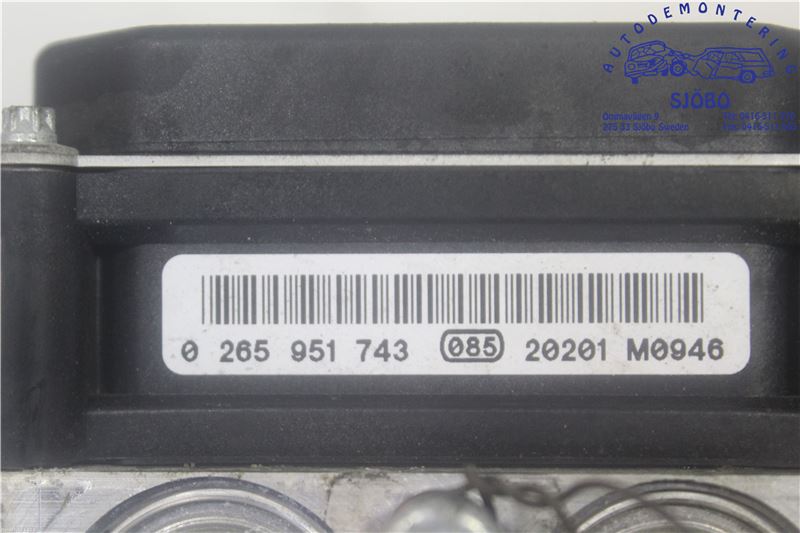 AUTODEMONTERING
SJÖBO
275 33 Sjöbo Sweden
0 265 951 743 085 20201 M0946